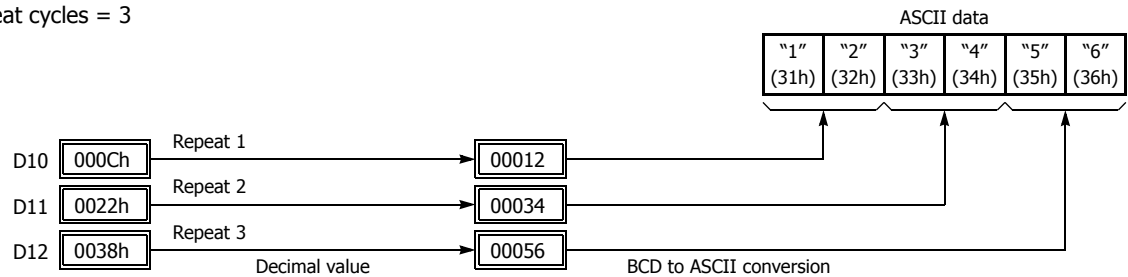 eat cycles = 3
ASCII data
“1” “2” “3” “4” “5” “6”
(31h) (32h) (33h) (34h) (35h) (36h)
D10 000Ch Repeat 1 00012
D11 0022h Repeat 2 00034
D12 0038h Repeat 3 00056
Decimal value BCD to ASCII conversion